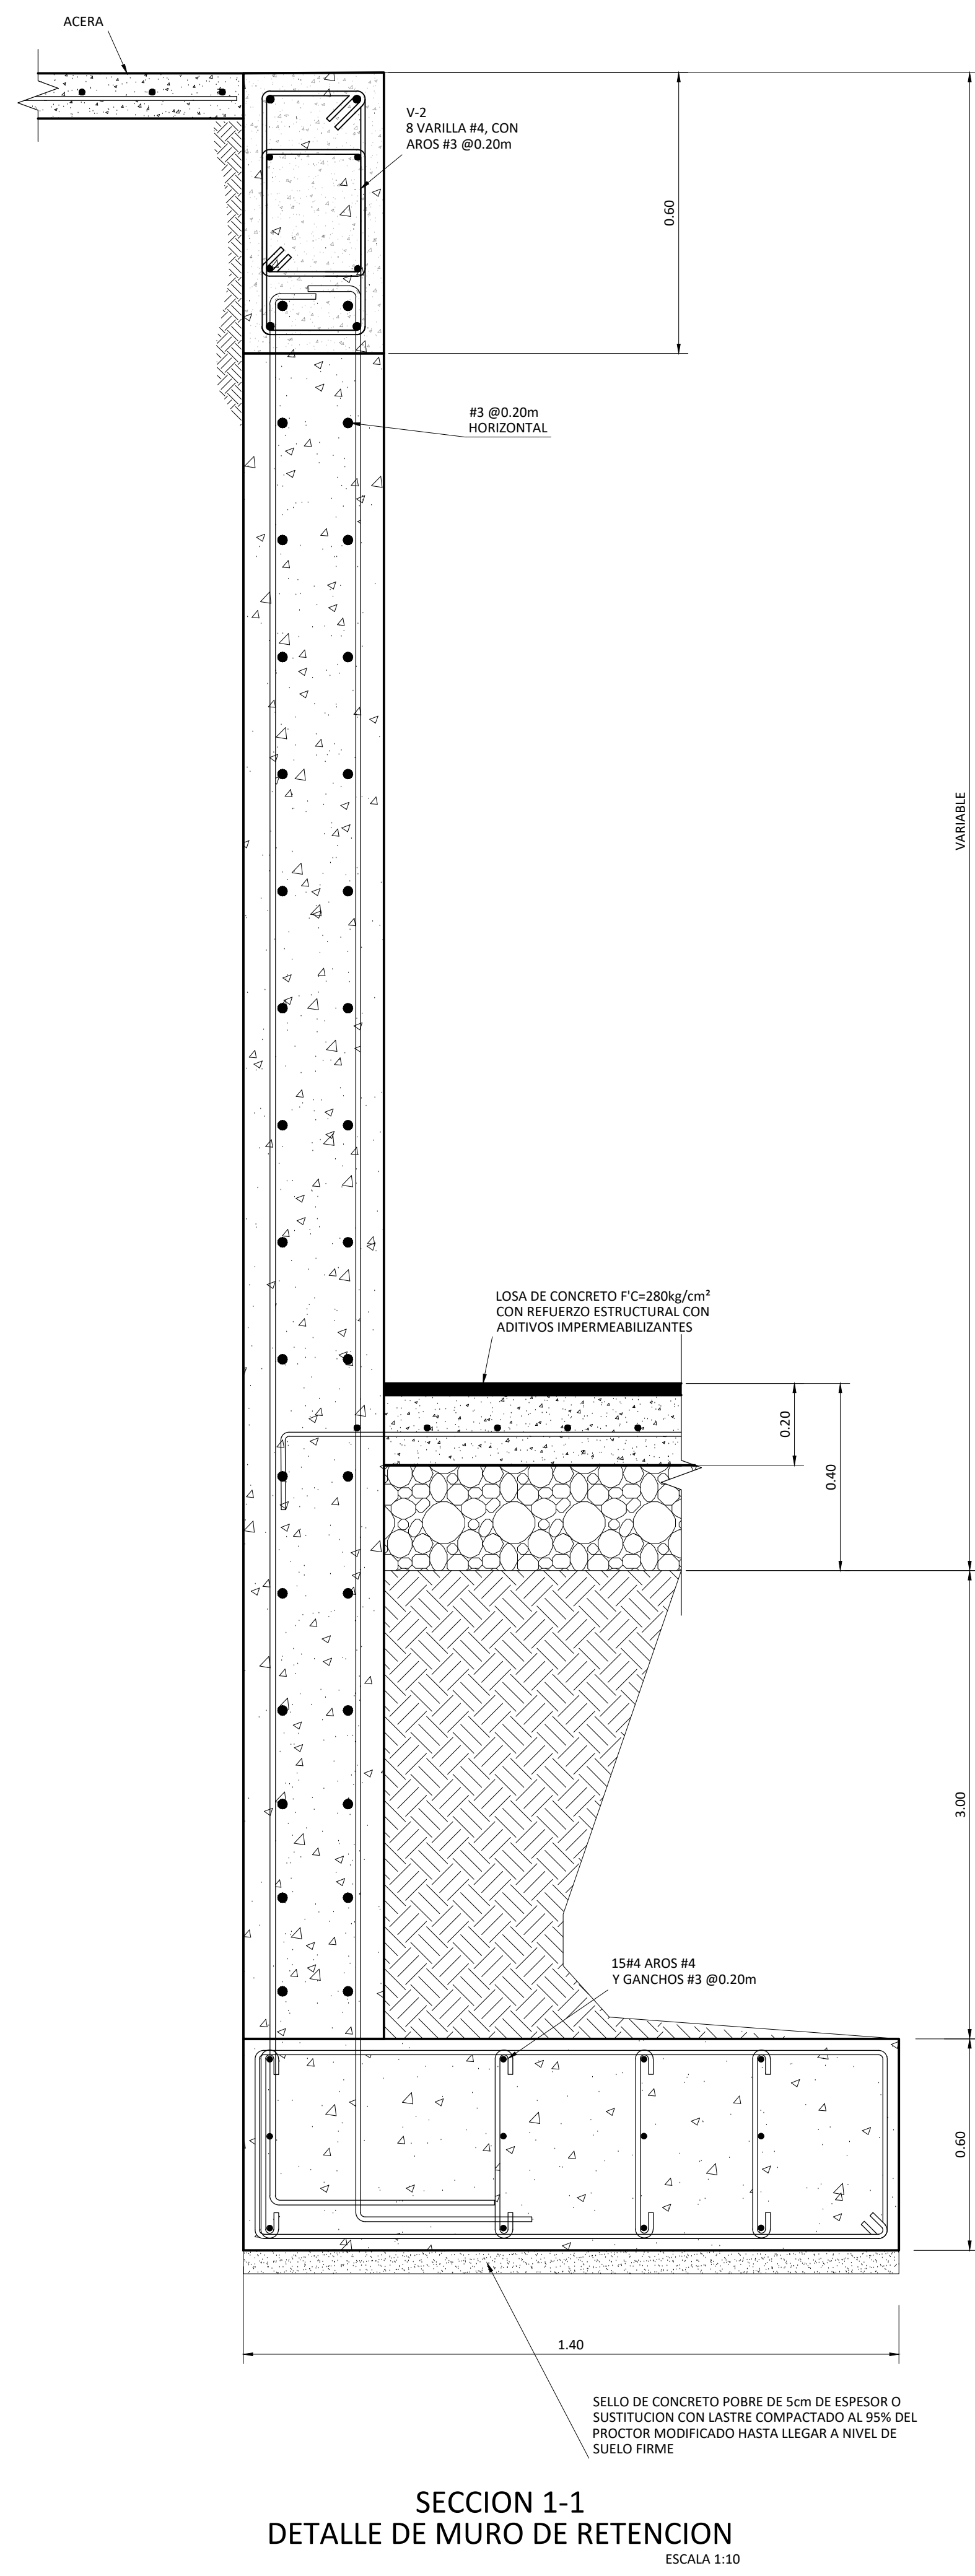 ACERA
V-2
8 VARILLA #4, CON
AROS #3 @0.20m
0.60
#3 @0.20m
HORIZONTAL
VARIABLE
LOSA DE CONCRETO F'C=280kg/cm²
CON REFUERZO ESTRUCTURAL CON
ADITIVOS IMPERMEABILIZANTES
0.20
0.40
3.00
15#4 AROS #4
Y GANCHOS #3 @0.20m
0.60
1.40
SELLO DE CONCRETO POBRE DE 5cm DE ESPESOR O
SUSTITUCION CON LASTRE COMPACTADO AL 95% DEL
PROCTOR MODIFICADO HASTA LLEGAR A NIVEL DE
SUELO FIRME
SECCION 1-1
DETALLE DE MURO DE RETENCION
ESCALA 1:10